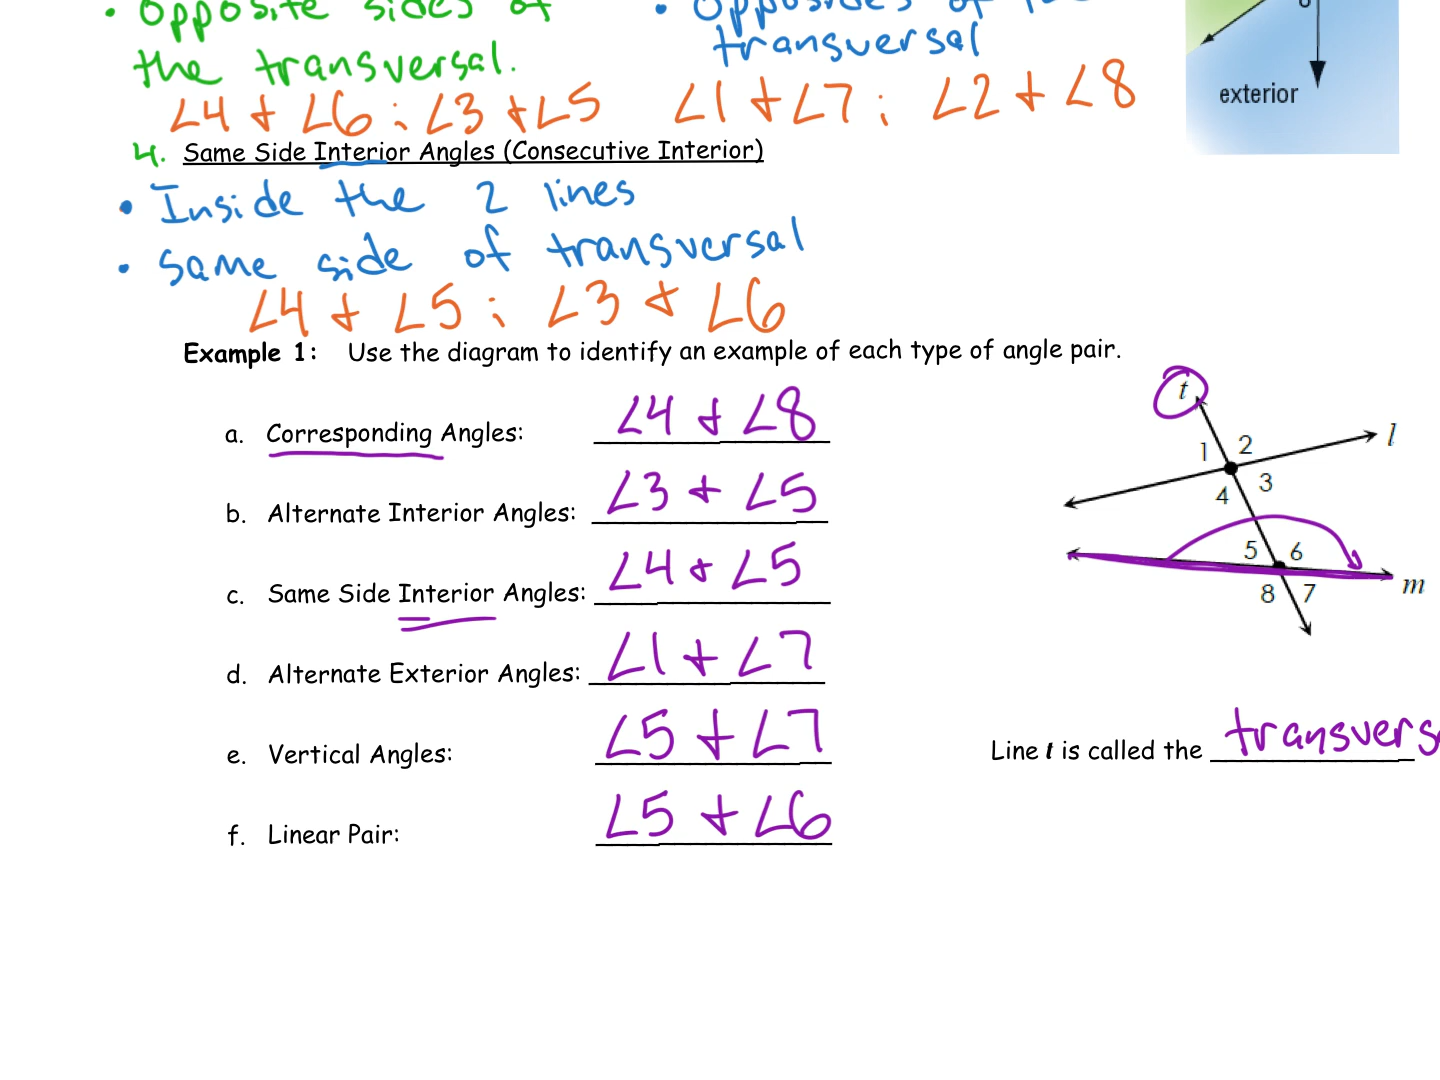 • Opposite sides of
the transversal.
∠4 + ∠6 ; ∠3 + ∠5
transversal
∠1 + ∠7 ; ∠2 + ∠8
exterior
4. Same Side Interior Angles (Consecutive Interior)
• Inside the 2 lines
• Same side of transversal
∠4 + ∠5 ; ∠3 + ∠6
Example 1: Use the diagram to identify an example of each type of angle pair.
a. Corresponding Angles: ∠4 + ∠8
b. Alternate Interior Angles: ∠3 + ∠5
c. Same Side Interior Angles: ∠4 + ∠5
d. Alternate Exterior Angles: ∠1 + ∠7
e. Vertical Angles: ∠5 + ∠7
f. Linear Pair: ∠5 + ∠6
t
l
1 2
4 3
5 6
8 7
m
Line t is called the transvers